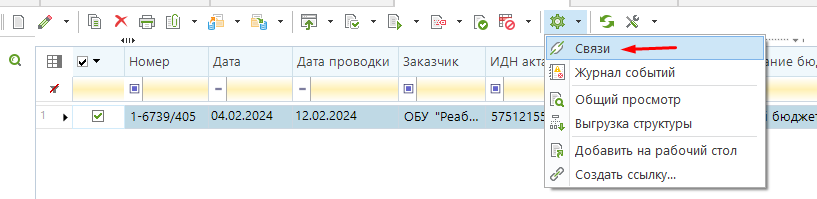 Связи
Номер Дата Дата проводки Заказчик ИДН акта ание бюд
Журнал событий
Общий просмотр
1 1-6739/405 04.02.2024 12.02.2024 ОБУ "Реаб... 57512155 бюджет
Выгрузка структуры
Добавить на рабочий стол
Создать ссылку...